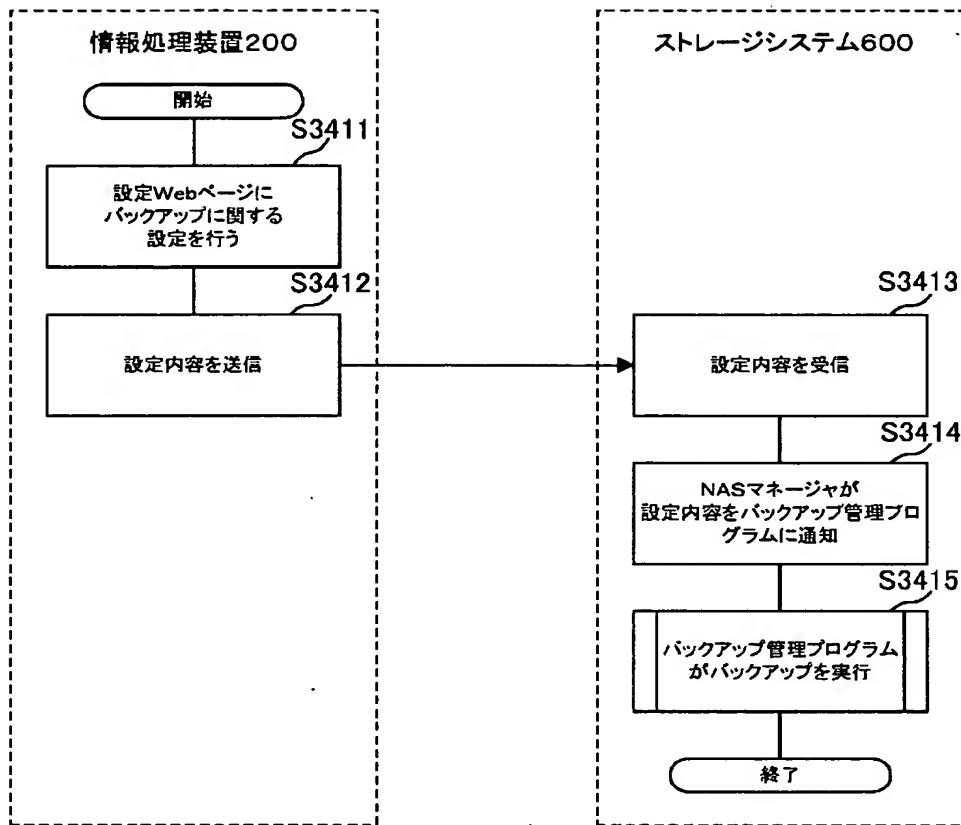 情報処理装置200
開始
S3411
設定Webページに
バックアップに関する
設定を行う
S3412
設定内容を送信
ストレージシステム600
S3413
設定内容を受信
S3414
NASマネージャが
設定内容をバックアップ管理プロ
グラムに通知
S3415
バックアップ管理プログラム
がバックアップを実行
終了